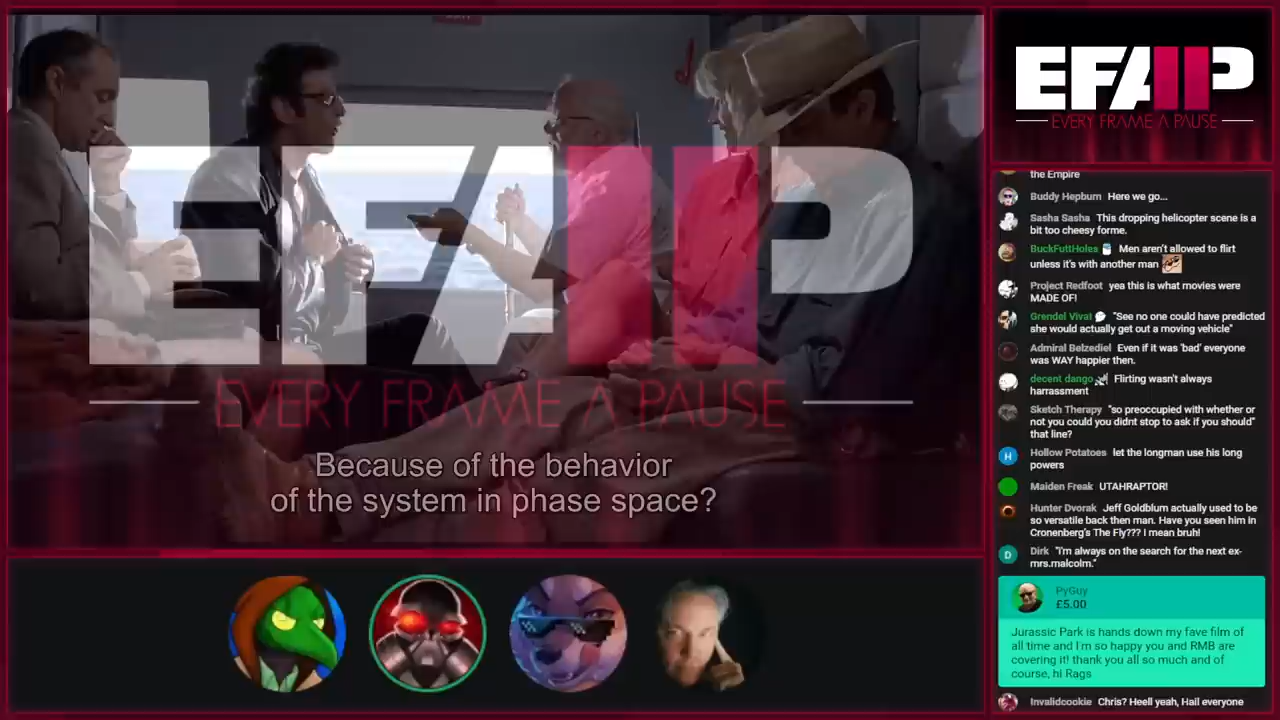 EFAP
EVERY FRAME A PAUSE
Because of the behavior
of the system in phase space?
EFAP
EVERY FRAME A PAUSE
the Empire
Buddy Hepburn Here we go...
Sasha Sasha This dropping helicopter scene is a
bit too cheesy forme.
BuckFuttHoles Men aren't allowed to flirt
unless it's with another man
Project Redfoot yea this is what movies were
MADE OF!
Grendel Vivat "See no one could have predicted
she would actually get out a moving vehicle"
Admiral Belzediel Even if it was 'bad' everyone
was WAY happier then.
decent dango Flirting wasn't always
harrassment
Sketch Therapy "so preoccupied with whether or
not you could you didnt stop to ask if you should"
that line?
H
Hollow Potatoes let the longman use his long
powers
Maiden Freak UTAHRAPTOR!
Hunter Dvorak Jeff Goldblum actually used to be
so versatile back then man. Have you seen him in
Cronenberg's The Fly??? I mean bruh!
D
Dirk "I'm always on the search for the next ex-
mrs.malcolm."
PyGuy
£5.00
Jurassic Park is hands down my fave film of
all time and I'm so happy you and RMB are
covering it! thank you all so much and of
course, hi Rags
Invalidcookie Chris? Heell yeah, Hail everyone